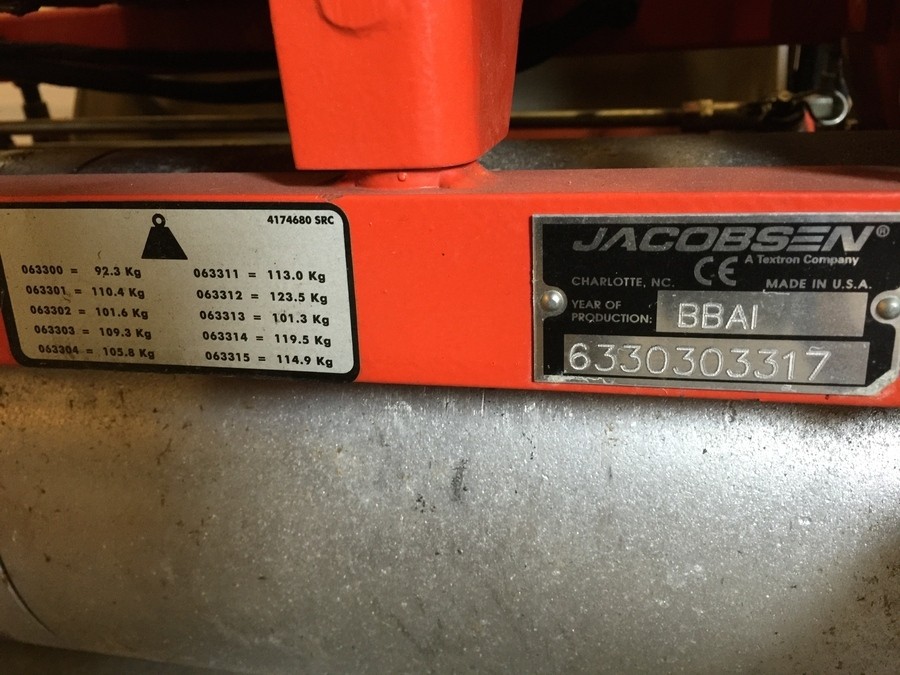 4174680 SRC
063300 = 92.3 Kg
063301 = 110.4 Kg
063302 = 101.6 Kg
063303 = 109.3 Kg
063304 = 105.8 Kg
063311 = 113.0 Kg
063312 = 123.5 Kg
063313 = 101.3 Kg
063314 = 119.5 Kg
063315 = 114.9 Kg
JACOBSEN®
A Textron Company
CE
CHARLOTTE, NC. MADE IN U.S.A.
YEAR OF
PRODUCTION: BBAI
6330303317